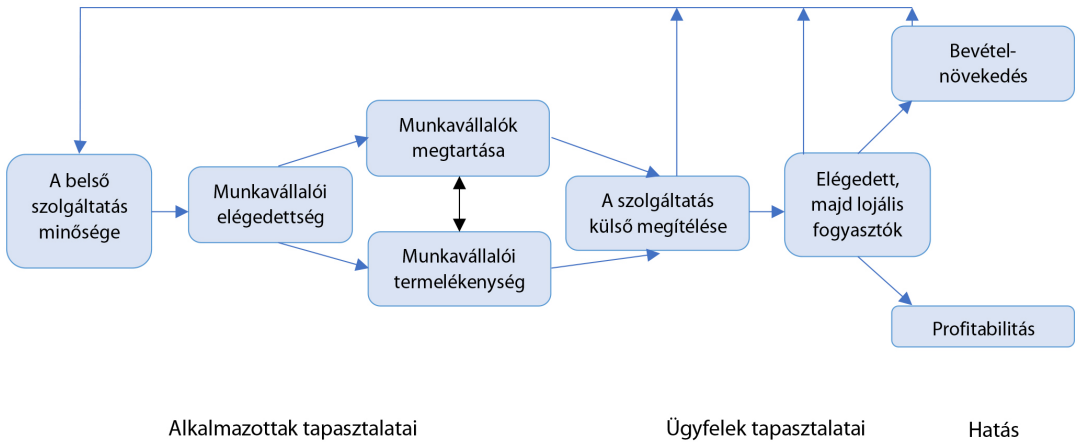 A belső
szolgáltatás
minősége
Munkavállalói
elégedettség
Munkavállalók
megtartása
Munkavállalói
termelékenység
A szolgáltatás
külső megítélése
Elégedett,
majd lojális
fogyasztók
Bevétel-
növekedés
Profitabilitás
Alkalmazottak tapasztalatai
Ügyfelek tapasztalatai
Hatás